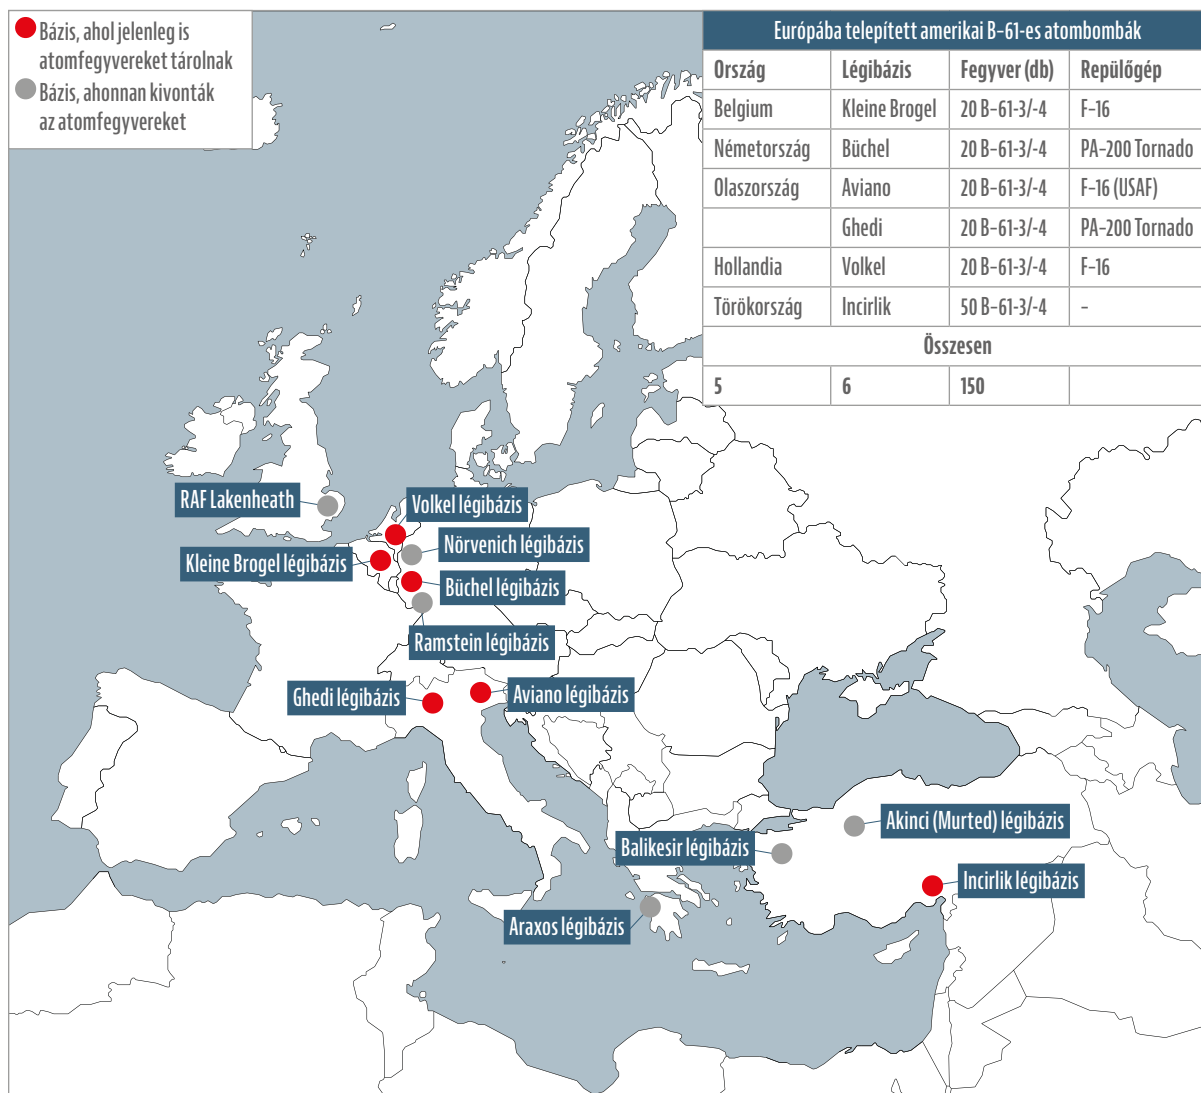 Bázis, ahol jelenleg is
atomfegyvereket tárolnak
Bázis, ahonnan kivonták
az atomfegyvereket
Európába telepített amerikai B-61-es atombombák
Ország Légibázis Fegyver (db) Repülőgép
Belgium Kleine Brogel 20 B-61-3/-4 F-16
Németország Büchel 20 B-61-3/-4 PA-200 Tornado
Olaszország Aviano 20 B-61-3/-4 F-16 (USAF)
Ghedi 20 B-61-3/-4 PA-200 Tornado
Hollandia Volkel 20 B-61-3/-4 F-16
Törökország Incirlik 50 B-61-3/-4 -
Összesen
5 6 150
RAF Lakenheath
Volkel légibázis
Nörvenich légibázis
Kleine Brogel légibázis
Büchel légibázis
Ramstein légibázis
Ghedi légibázis
Aviano légibázis
Akinci (Murted) légibázis
Balikesir légibázis
Incirlik légibázis
Araxos légibázis